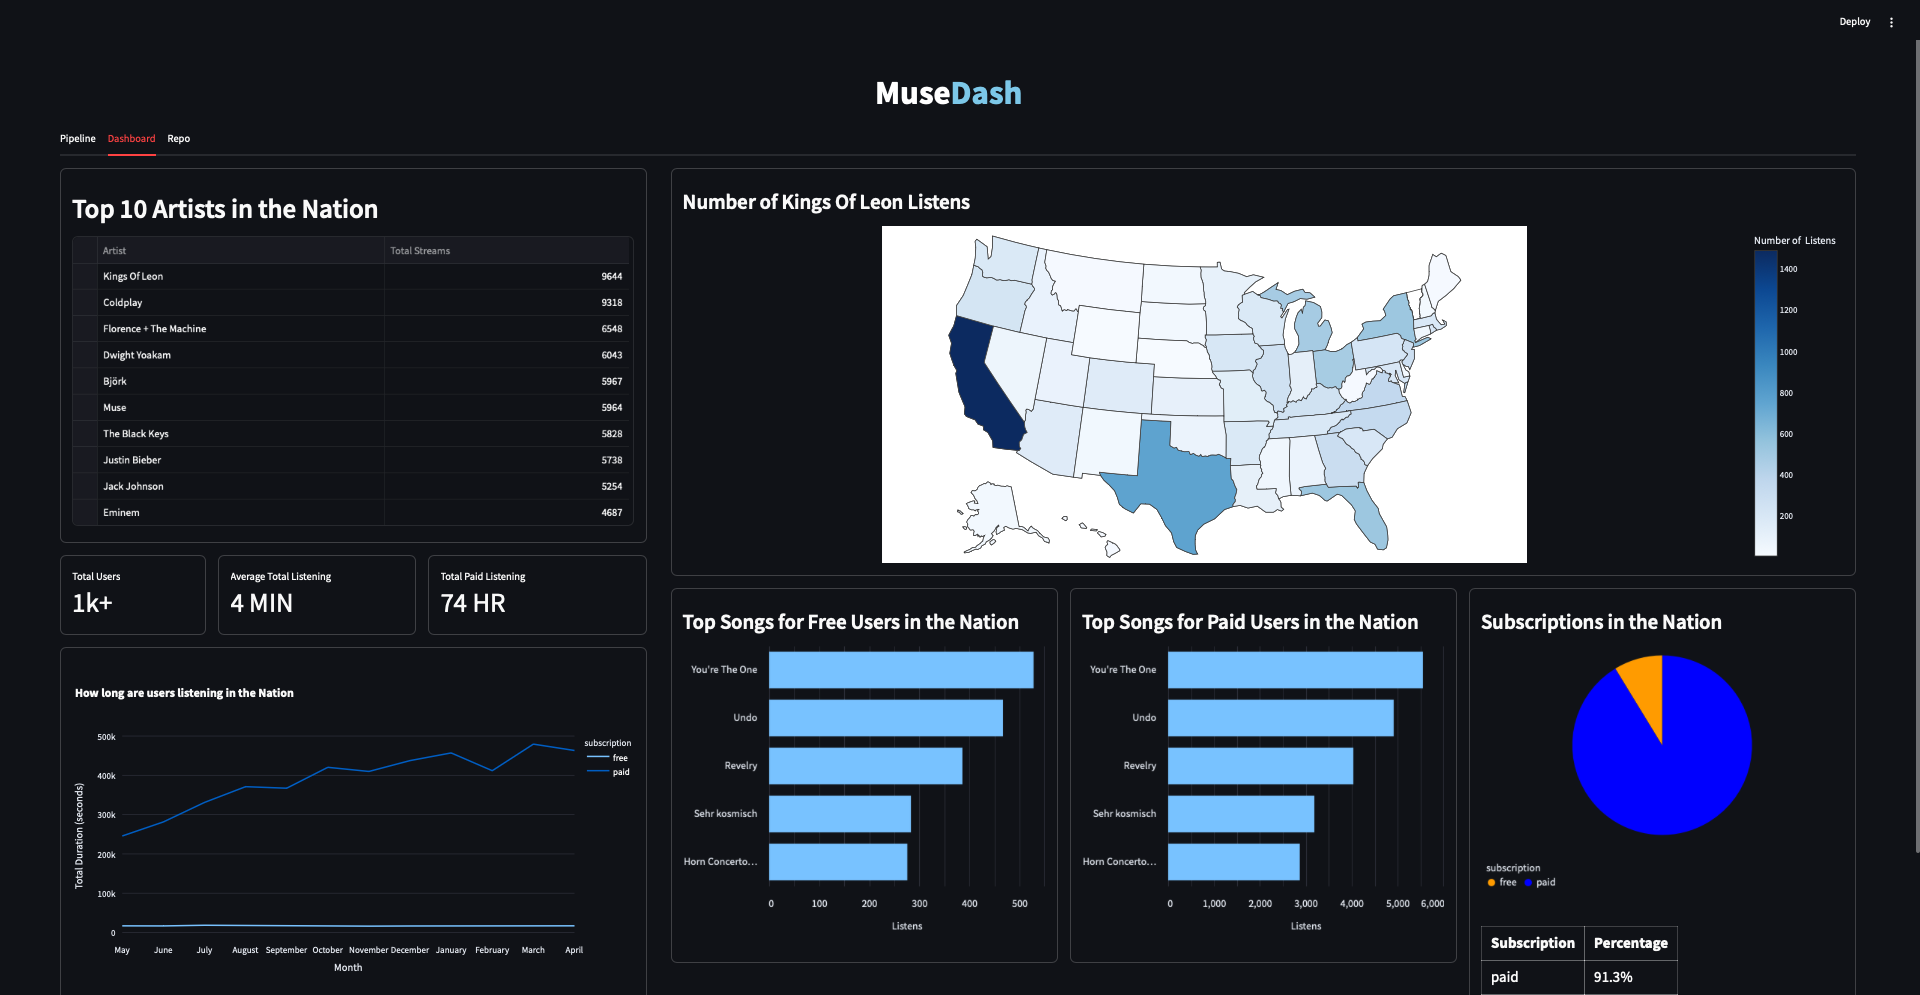 Deploy
MuseDash
Pipeline Dashboard Repo
Top 10 Artists in the Nation
Artist Total Streams
Kings Of Leon 9644
Coldplay 9318
Florence + The Machine 6548
Dwight Yoakam 6043
Björk 5967
Muse 5964
The Black Keys 5828
Justin Bieber 5738
Jack Johnson 5254
Eminem 4687
Total Users
1k+
Average Total Listening
4 MIN
Total Paid Listening
74 HR
How long are users listening in the Nation
Total Duration (seconds)
500k
400k
300k
200k
100k
0
May June July August September October November December January February March April
Month
subscription
free
paid
Number of Kings Of Leon Listens
Number of Listens
1400
1200
1000
800
600
400
200
Top Songs for Free Users in the Nation
You're The One
Undo
Revelry
Sehr kosmisch
Horn Concerto…
0 100 200 300 400 500
Listens
Top Songs for Paid Users in the Nation
You're The One
Undo
Revelry
Sehr kosmisch
Horn Concerto…
0 1,000 2,000 3,000 4,000 5,000 6,000
Listens
Subscriptions in the Nation
subscription
free paid
Subscription Percentage
paid 91.3%